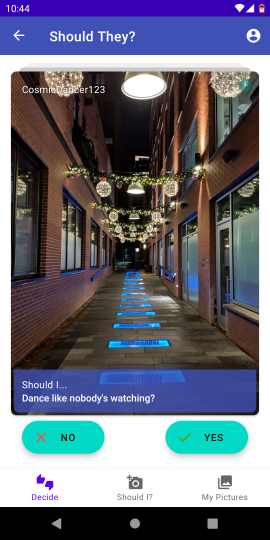 10:44
Should They?
CosmicDancer123
Should I...
Dance like nobody's watching?
NO
YES
Decide
Should I?
My Pictures